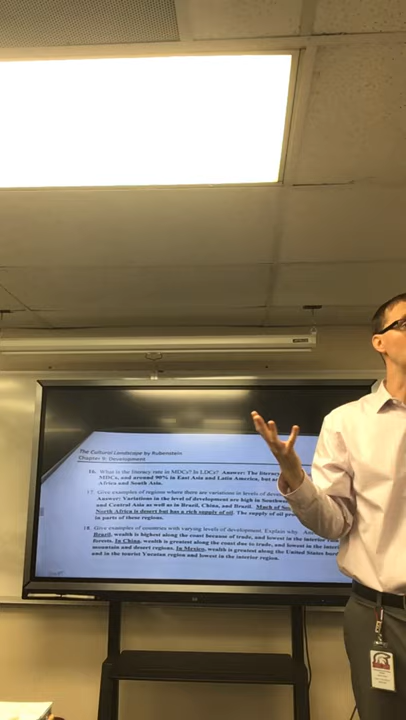 The Cultural Landscape by Rubenstein
Chapter 9: Development
16. What is the literacy rate in MDCs? In LDCs? Answer: The literacy
MDCs, and around 90% in East Asia and Latin America, but
Africa and South Asia.
17. Give examples of regions where there are variations in levels of
Answer: Variations in the level of development are high in Southwest
and Central Asia as well as in Brazil, China, and Brazil. Much of
North Africa is desert but has a rich supply of oil. The supply of oil
in parts of these regions.
18. Give examples of countries with varying levels of development. Explain why.
Brazil, wealth is highest along the coast because of trade, and lowest in the interior
forests. In China, wealth is greatest along the coast due to trade, and lowest in the
mountain and desert regions. In Mexico, wealth is greatest along the United States
and in the tourist Yucatan region and lowest in the interior region.